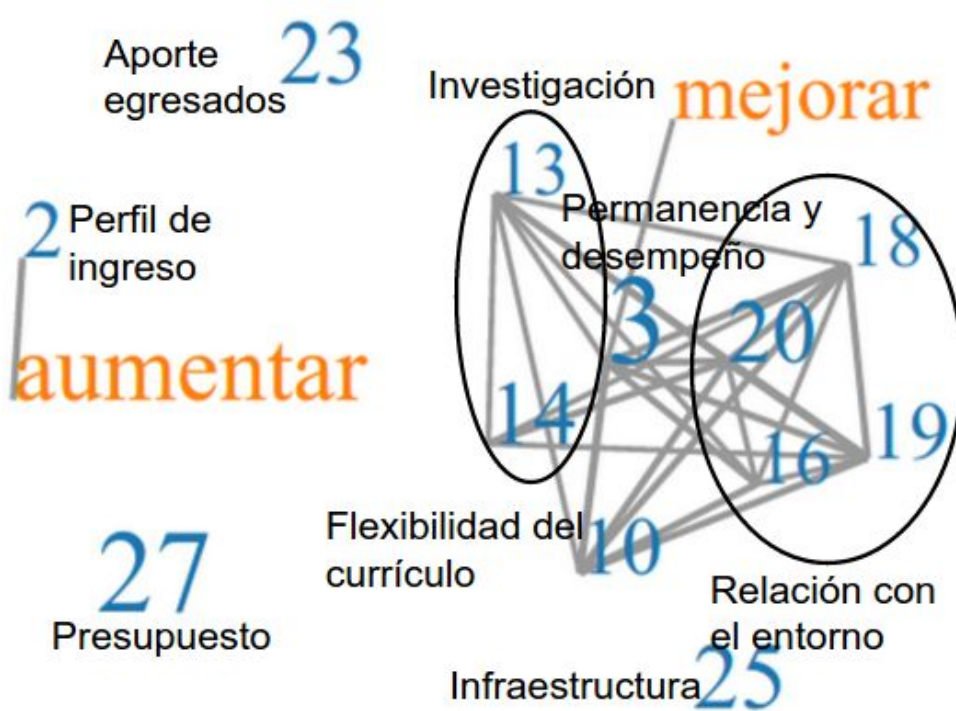 Aporte 23
egresados
Investigación
mejorar
13
2 Perfil de
ingreso
Permanencia y
desempeño
18
3
20
aumentar
14
19
16
Flexibilidad del
currículo
10
27
Presupuesto
Relación con
el entorno
Infraestructura 25